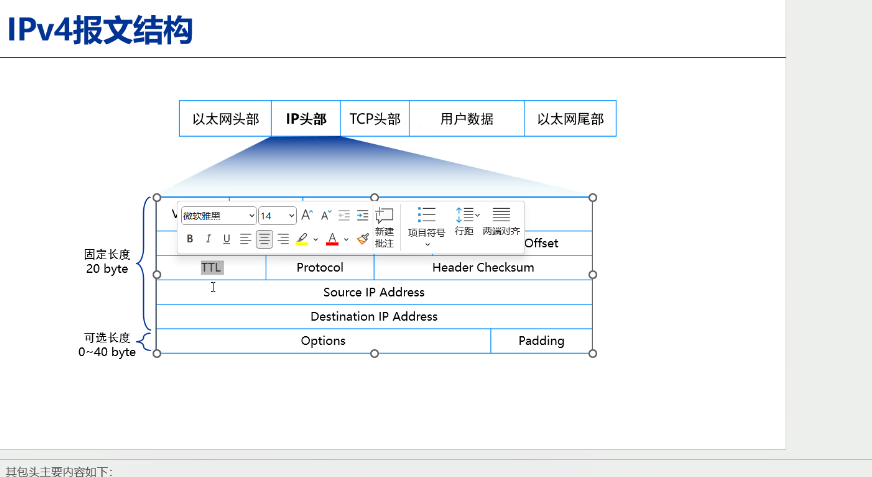 IPv4报文结构
以太网头部 IP头部 TCP头部 用户数据 以太网尾部
微软雅黑 14 A A 新建批注 项目符号 行距 两端对齐
B I U A
Offset
固定长度
20 byte
TTL Protocol Header Checksum
Source IP Address
Destination IP Address
可选长度
0~40 byte
Options Padding
其包头主要内容如下：